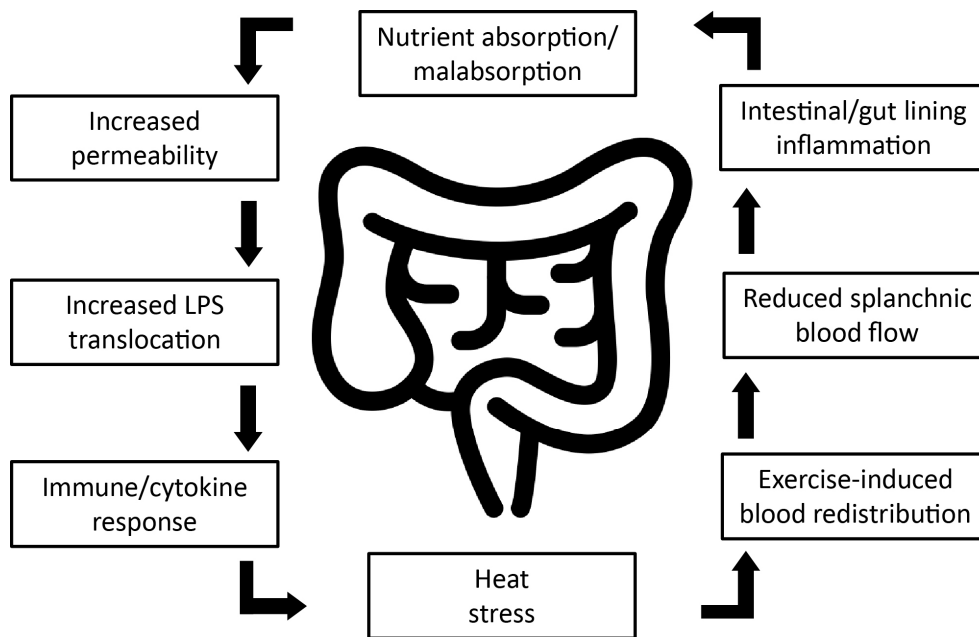 Nutrient absorption/
malabsorption
Increased
permeability
Intestinal/gut lining
inflammation
Increased LPS
translocation
Reduced splanchnic
blood flow
Immune/cytokine
response
Exercise-induced
blood redistribution
Heat
stress